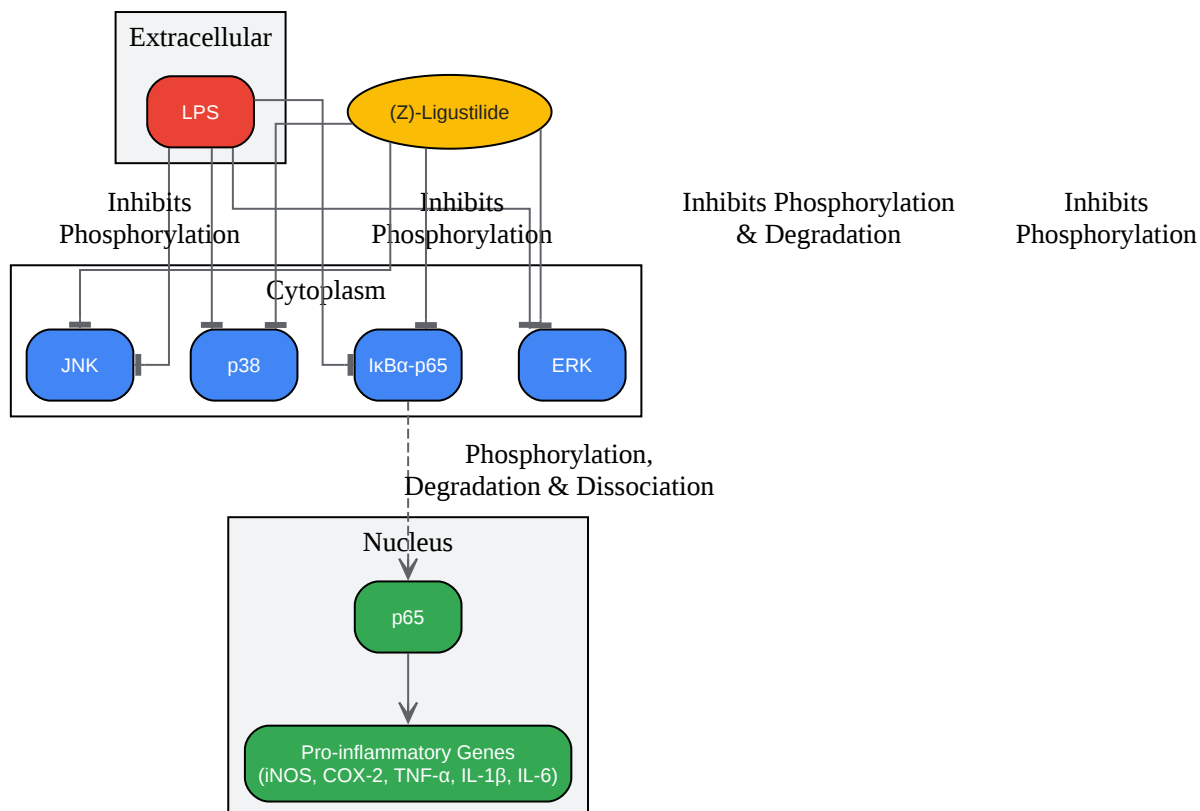 Extracellular
LPS
(Z)-Ligustilide
Inhibits
Phosphorylation
Inhibits
Phosphorylation
Inhibits Phosphorylation
& Degradation
Inhibits
Phosphorylation
Cytoplasm
JNK
p38
IκBα-p65
ERK
Phosphorylation,
Degradation & Dissociation
Nucleus
p65
Pro-inflammatory Genes
(iNOS, COX-2, TNF-α, IL-1β, IL-6)